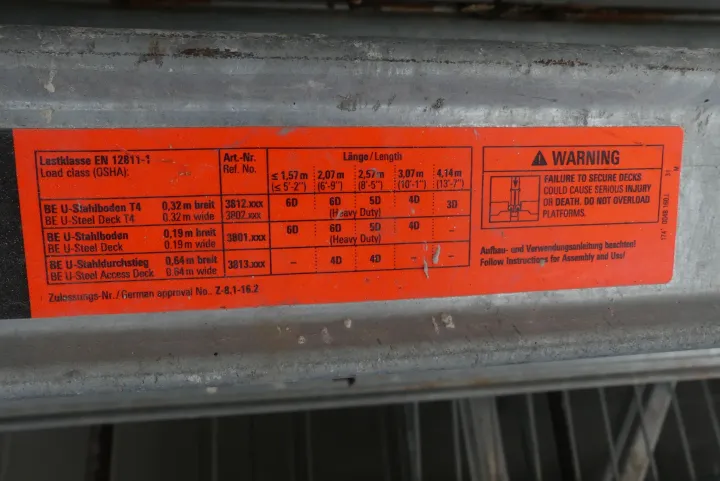 Lastklasse EN 12811-1
Load class (OSHA):
Art.-Nr.
Ref. No.
Länge/Length
≤ 1,57 m 2,07 m 2,57 m 3,07 m 4,14 m
(≤ 5'-2") (6'-9") (8'-5") (10'-1") (13'-7")
BE U-Stahlboden T4 0,32 m breit 3812.xxx 6D 6D 5D 4D 3D
BE U-Steel Deck T4 0.32 m wide 3802.xxx (Heavy Duty)
BE U-Stahlboden 0,19 m breit 3801.xxx 6D 6D 5D 4D -
BE U-Steel Deck 0.19 m wide (Heavy Duty)
BE U-Stahldurchstieg 0,64 m breit 3813.xxx - 4D 4D - -
BE U-Steel Access Deck 0.64 m wide
Zulassungs-Nr./German approval No.. Z-8.1-16.2
WARNING
FAILURE TO SECURE DECKS
COULD CAUSE SERIOUS INJURY
OR DEATH. DO NOT OVERLOAD
PLATFORMS.
Aufbau- und Verwendungsanleitung beachten!
Follow Instructions for Assembly and Use!